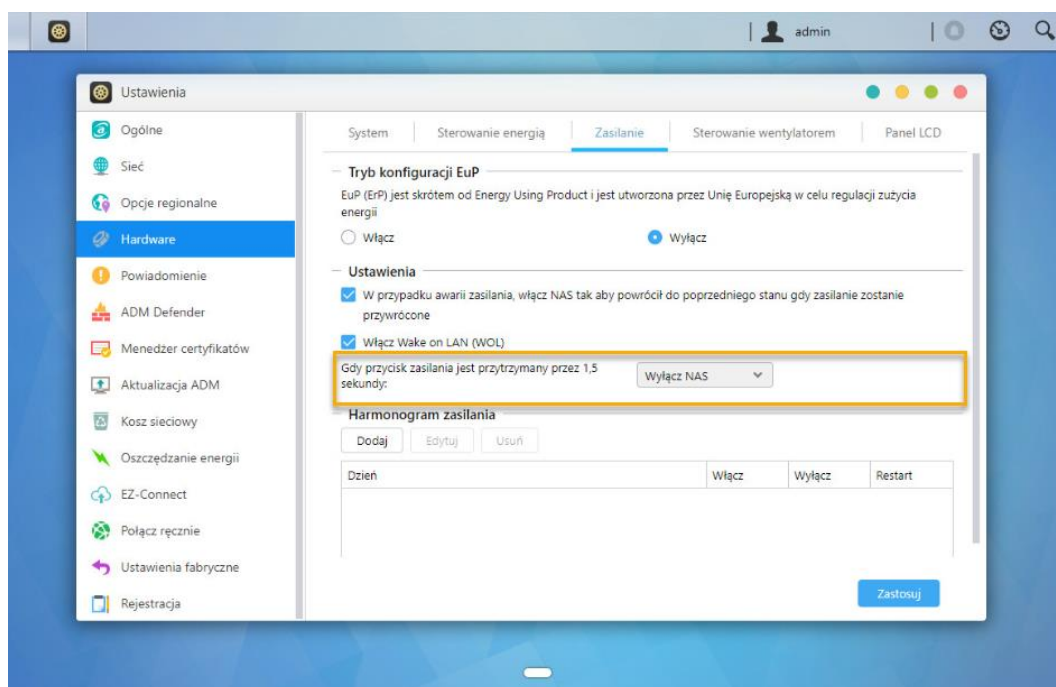 admin
Ustawienia
Ogólne
Sieć
Opcje regionalne
Hardware
Powiadomienie
ADM Defender
Menedżer certyfikatów
Aktualizacja ADM
Kosz sieciowy
Oszczędzanie energii
EZ-Connect
Połącz ręcznie
Ustawienia fabryczne
Rejestracja
System Sterowanie energią Zasilanie Sterowanie wentylatorem Panel LCD
Tryb konfiguracji EuP
EuP (ErP) jest skrótem od Energy Using Product i jest utworzona przez Unię Europejską w celu regulacji zużycia
energii
Włącz Wyłącz
Ustawienia
W przypadku awarii zasilania, włącz NAS tak aby powrócił do poprzedniego stanu gdy zasilanie zostanie
przywrócone
Włącz Wake on LAN (WOL)
Gdy przycisk zasilania jest przytrzymany przez 1,5
sekundy:
Wyłącz NAS
Harmonogram zasilania
Dodaj Edytuj Usuń
Dzień Włącz Wyłącz Restart
Zastosuj